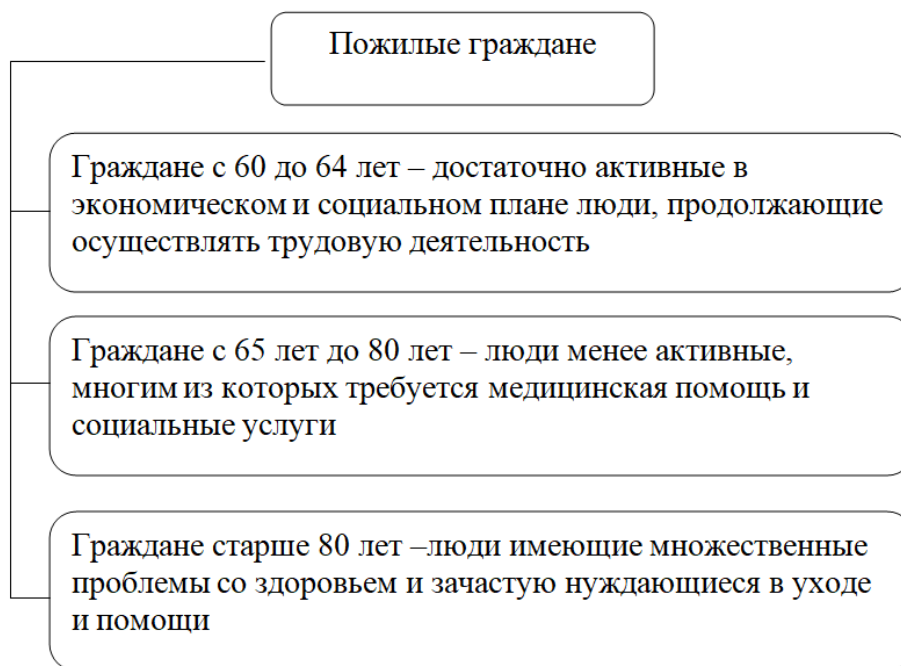 Пожилые граждане
Граждане с 60 до 64 лет – достаточно активные в
экономическом и социальном плане люди, продолжающие
осуществлять трудовую деятельность
Граждане с 65 лет до 80 лет – люди менее активные,
многим из которых требуется медицинская помощь и
социальные услуги
Граждане старше 80 лет –люди имеющие множественные
проблемы со здоровьем и зачастую нуждающиеся в уходе
и помощи